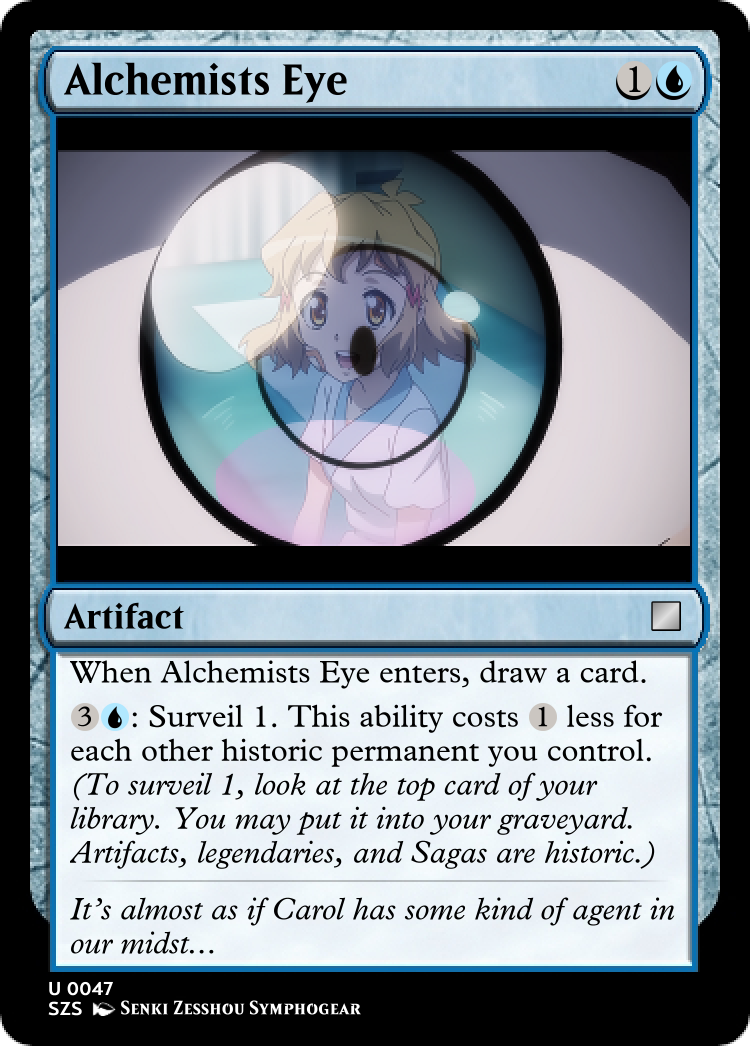 Alchemists Eye 1
Artifact
When Alchemists Eye enters, draw a card.
3 : Surveil 1. This ability costs 1 less for
each other historic permanent you control.
(To surveil 1, look at the top card of your
library. You may put it into your graveyard.
Artifacts, legendaries, and Sagas are historic.)
It's almost as if Carol has some kind of agent in
our midst...
U 0047
SZS Senki Zesshou Symphogear